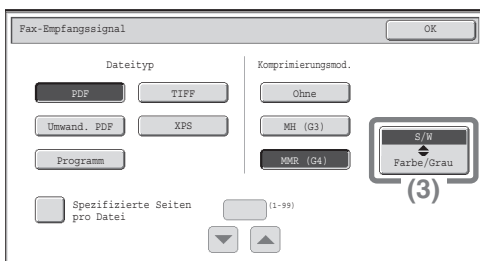 Fax-Empfangssignal
OK
Dateityp
Komprimierungsmod.
PDF
TIFF
Ohne
Umwand. PDF
XPS
MH (G3)
S/W
Farbe/Grau
Programm
MMR (G4)
(3)
Spezifizierte Seiten
pro Datei
(1-99)